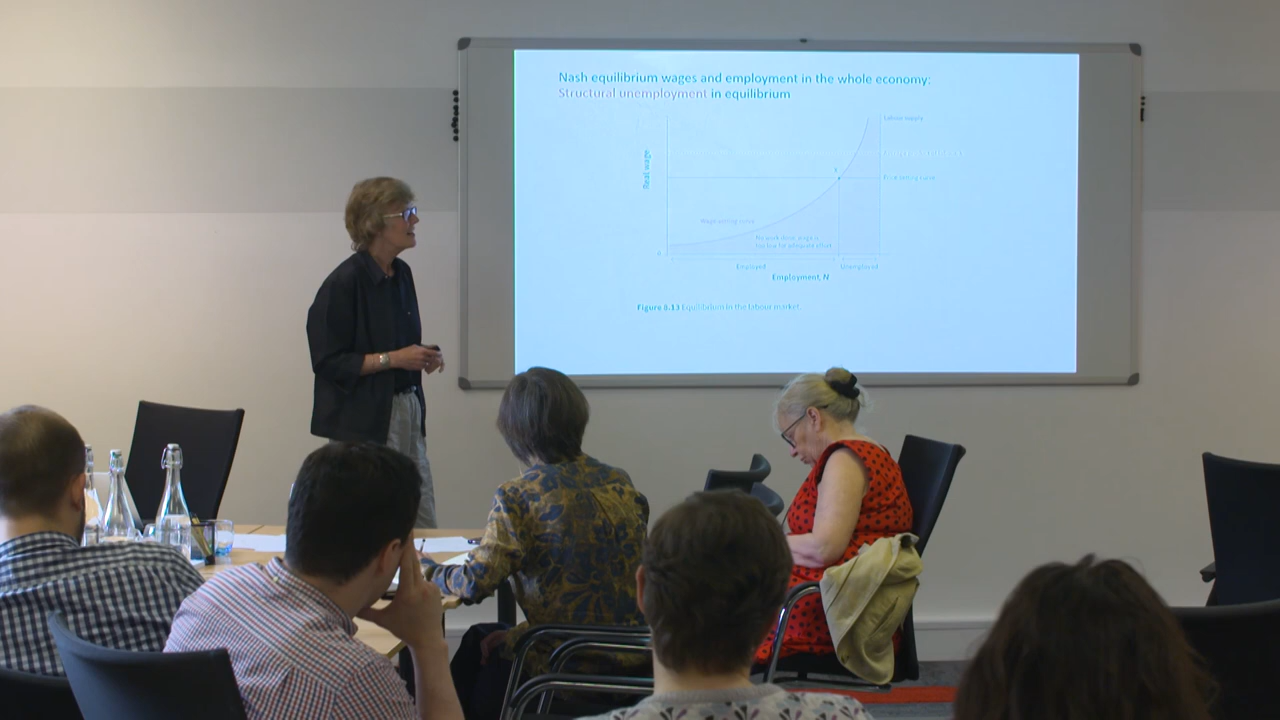 Nash equilibrium wages and employment in the whole economy:
Structural unemployment in equilibrium
Labour supply
Real wage
Price-setting curve
Wage-setting curve
No work done: wage is
too low for adequate effort
Employed
Unemployed
Employment, N
Figure 6.13 Equilibrium in the labour market.